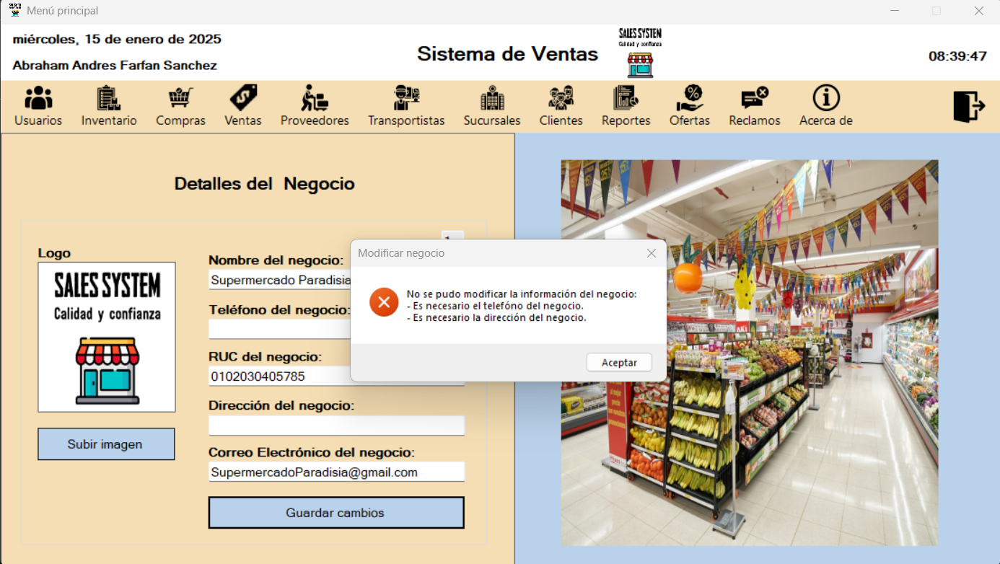 Menú principal
miércoles, 15 de enero de 2025
Abraham Andres Farfan Sanchez
Sistema de Ventas
SALES SYSTEM
Calidad y confianza
08:39:47
Usuarios
Inventario
Compras
Ventas
Proveedores
Transportistas
Sucursales
Clientes
Reportes
Ofertas
Reclamos
Acerca de
Detalles del Negocio
Logo
SALES SYSTEM
Calidad y confianza
Subir imagen
Nombre del negocio:
Supermercado Paradisia
Teléfono del negocio:
RUC del negocio:
0102030405785
Dirección del negocio:
Correo Electrónico del negocio:
SupermercadoParadisia@gmail.com
Guardar cambios
Modificar negocio
No se pudo modificar la información del negocio:
- Es necesario el telefóno del negocio.
- Es necesario la dirección del negocio.
Aceptar